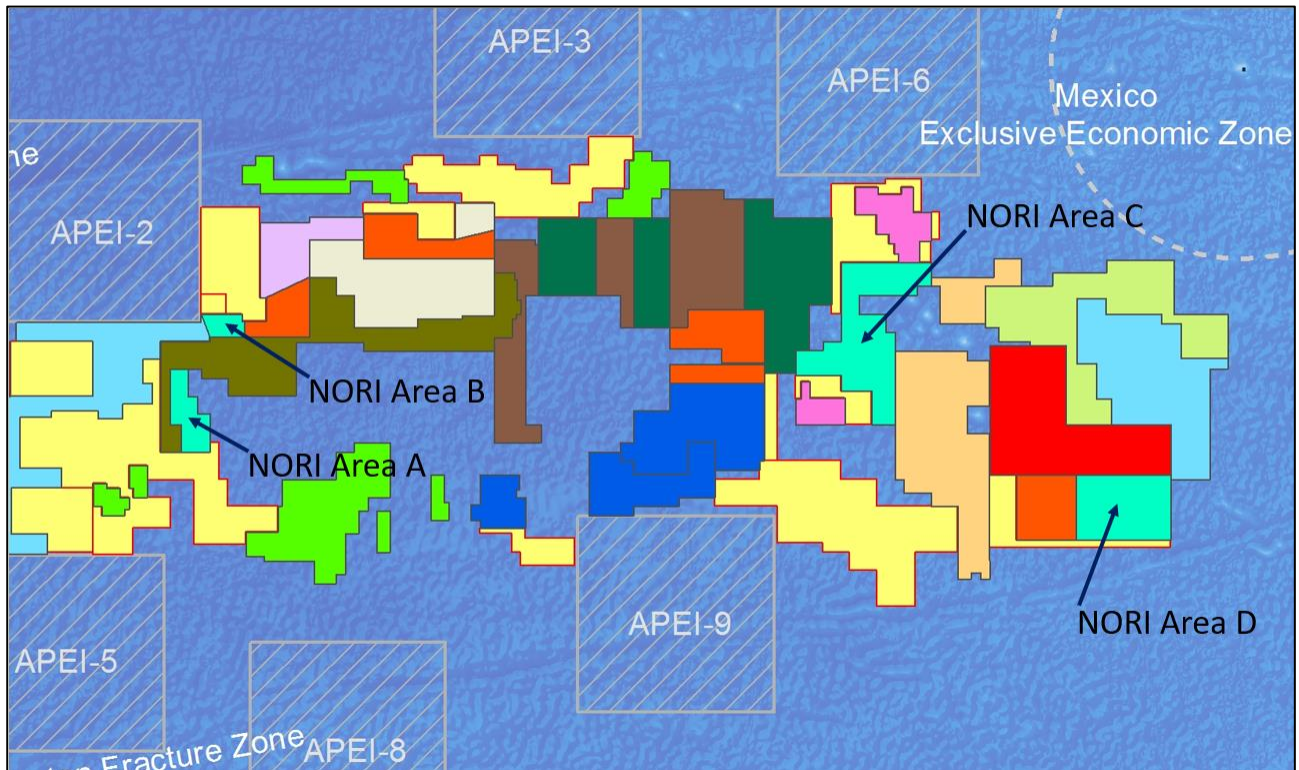 APEI-3
APEI-6
Mexico
Exclusive Economic Zone
ne
APEI-2
NORI Area C
NORI Area B
NORI Area A
APEI-9
NORI Area D
APEI-5
Fracture Zone
APEI-8